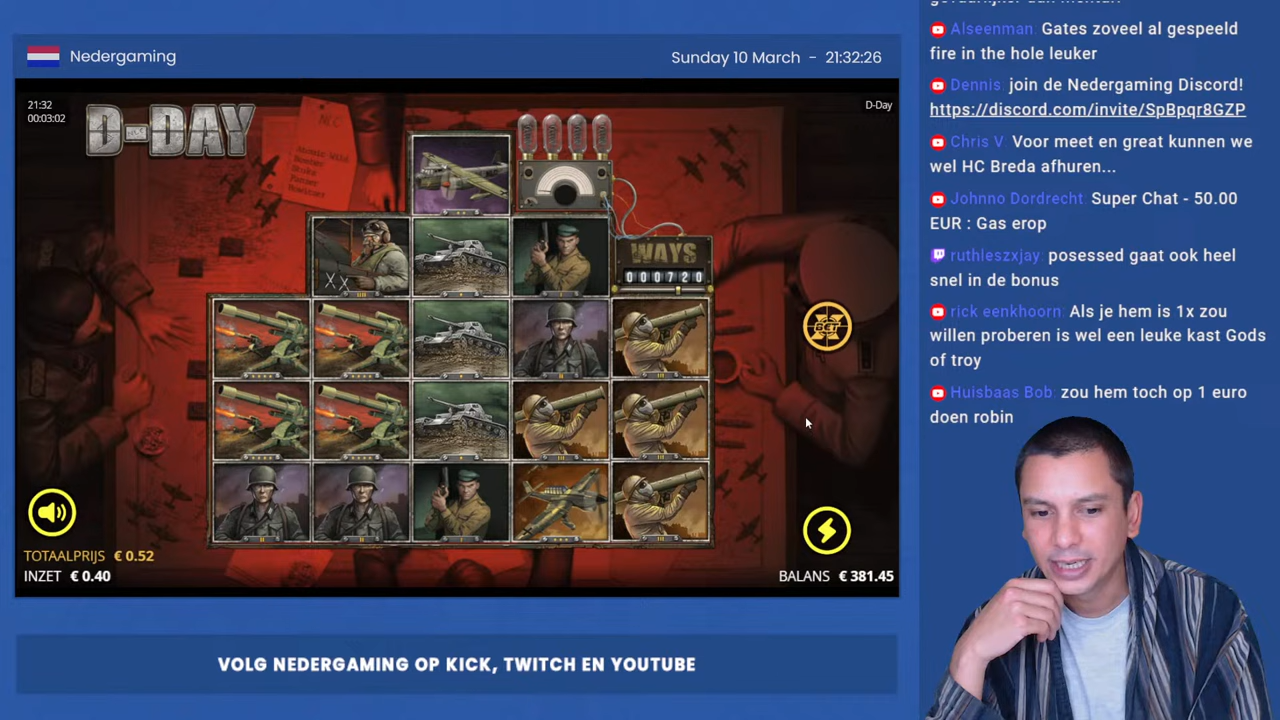 Nedergaming
Sunday 10 March - 21:32:26
21:32
00:03:02
D-DAY
D-Day
WAYS
000720
BET
TOTAALPRIJS € 0.52
INZET € 0.40
BALANS € 381.45
VOLG NEDERGAMING OP KICK, TWITCH EN YOUTUBE
Alseenman: Gates zoveel al gespeeld
fire in the hole leuker
Dennis: join de Nedergaming Discord!
https://discord.com/invite/SpBpqr8GZP
Chris V: Voor meet en great kunnen we
wel HC Breda afhuren...
Johnno Dordrecht: Super Chat - 50.00
EUR : Gas erop
ruthleszxjay: posessed gaat ook heel
snel in de bonus
rick eenkhoorn: Als je hem is 1x zou
willen proberen is wel een leuke kast Gods
of troy
Huisbaas Bob: zou hem toch op 1 euro
doen robin